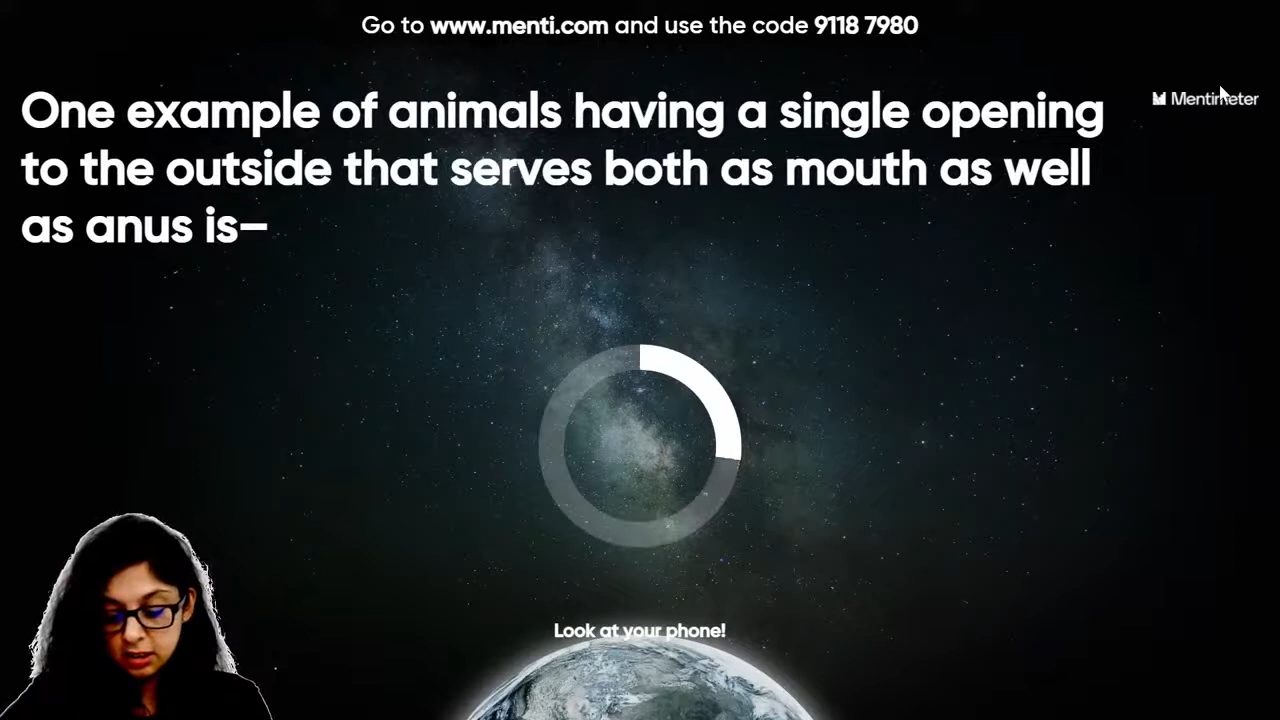 Go to www.menti.com and use the code 9118 7980
Mentimeter
One example of animals having a single opening
to the outside that serves both as mouth as well
as anus is–
Look at your phone!